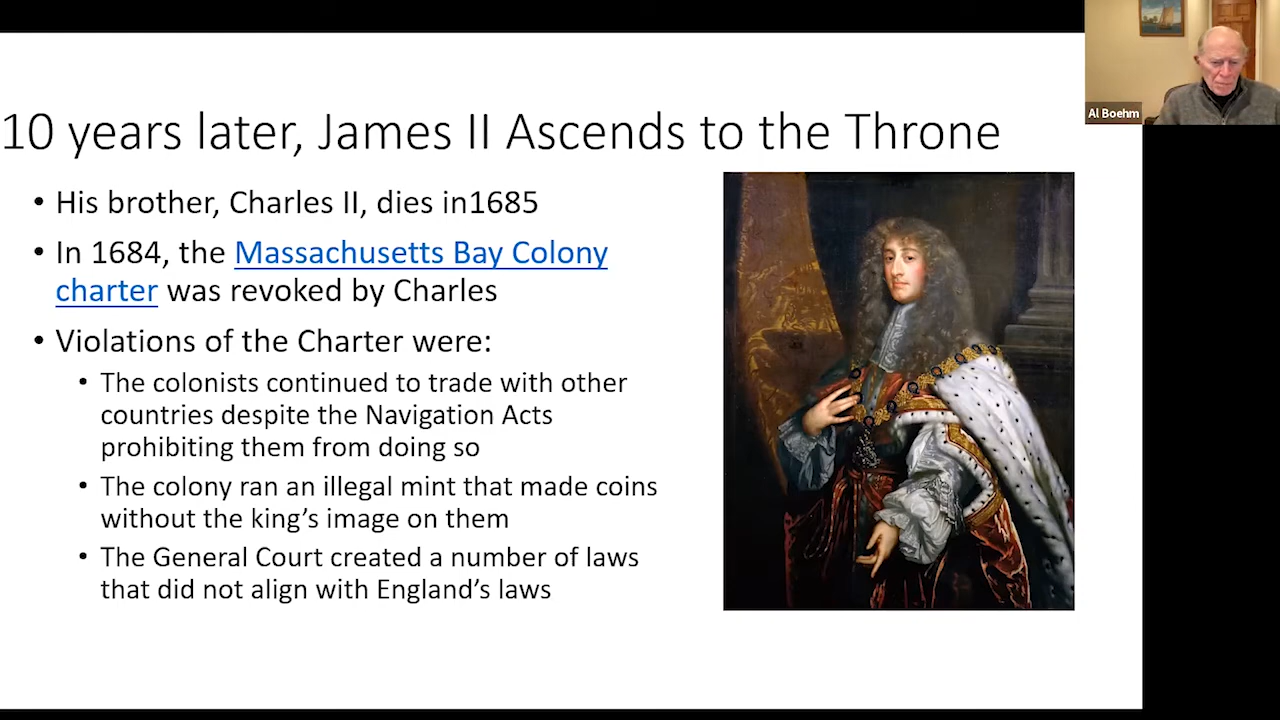 10 years later, James II Ascends to the Throne
• His brother, Charles II, dies in1685
• In 1684, the Massachusetts Bay Colony
charter was revoked by Charles
• Violations of the Charter were:
• The colonists continued to trade with other
countries despite the Navigation Acts
prohibiting them from doing so
• The colony ran an illegal mint that made coins
without the king’s image on them
• The General Court created a number of laws
that did not align with England’s laws
Al Boehm